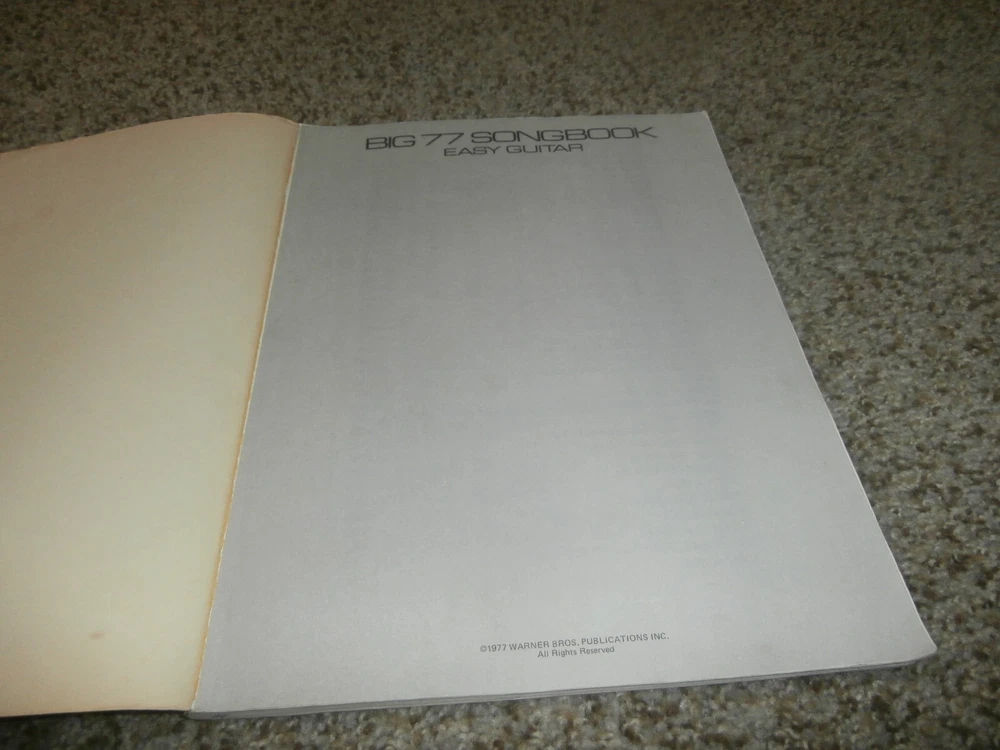 BIG 77 SONGBOOK
EASY GUITAR
©1977 WARNER BROS. PUBLICATIONS INC.
All Rights Reserved